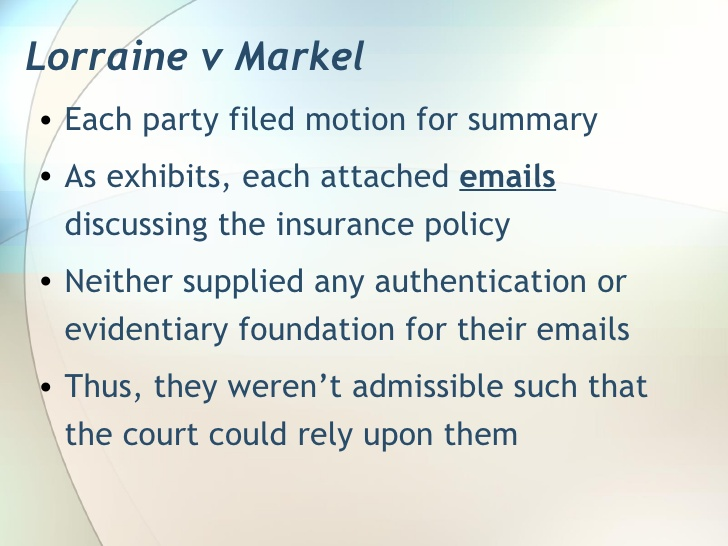 Lorraine v Markel
• Each party filed motion for summary
• As exhibits, each attached emails
discussing the insurance policy
• Neither supplied any authentication or
evidentiary foundation for their emails
• Thus, they weren’t admissible such that
the court could rely upon them